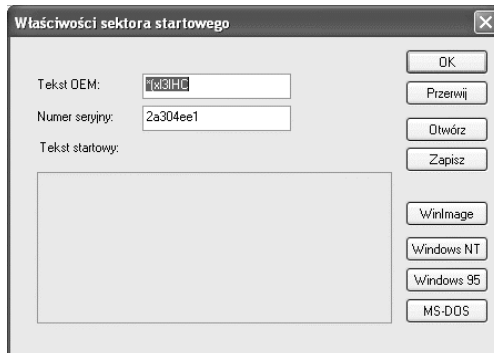 Właściwości sektora startowego
OK
Tekst OEM:
Przerwij
Numer seryjny: 2a304ee1
Otwórz
Tekst startowy:
Zapisz
WinImage
Windows NT
Windows 95
MS-DOS